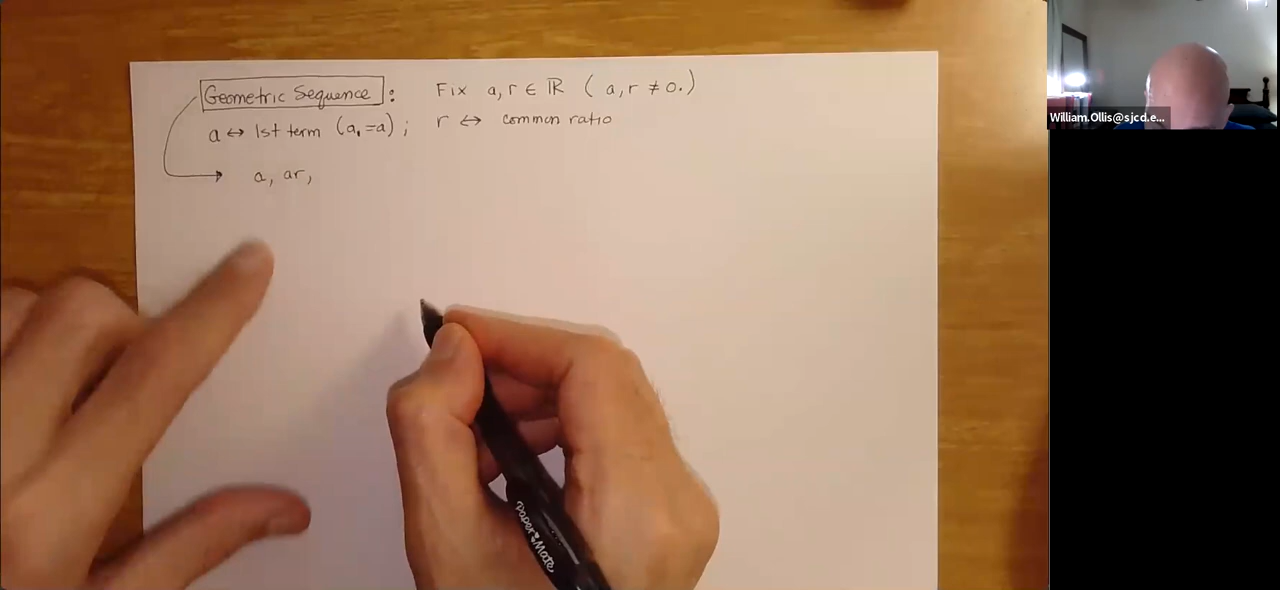 Geometric Sequence : Fix a, r ∈ ℝ ( a, r ≠ 0. )
a ↔ 1st term (a₁ = a) ; r ↔ common ratio
a, ar,
Paper Mate
William.Ollis@sjcd.e...